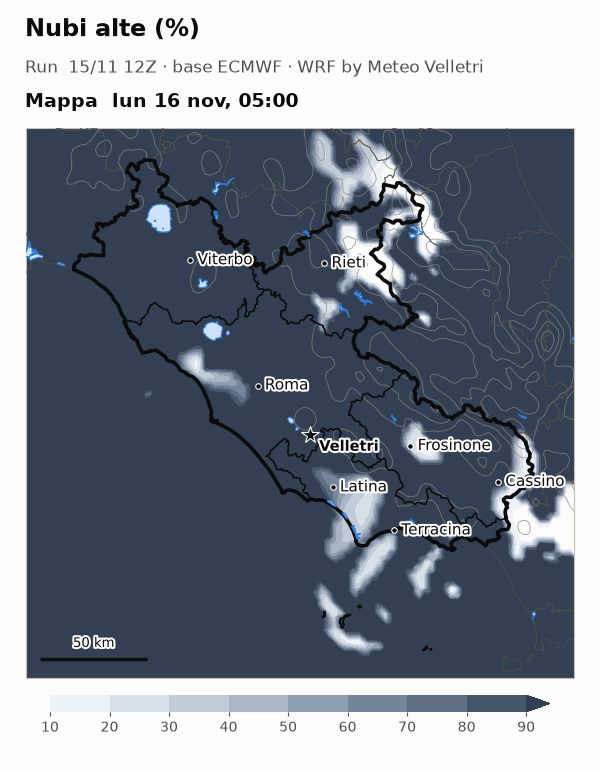 Nubi alte (%)
Run 15/11 12Z · base ECMWF · WRF by Meteo Velletri
Mappa lun 16 nov, 05:00
Viterbo
Rieti
Roma
Velletri
Frosinone
Latina
Cassino
Terracina
50 km
10 20 30 40 50 60 70 80 90